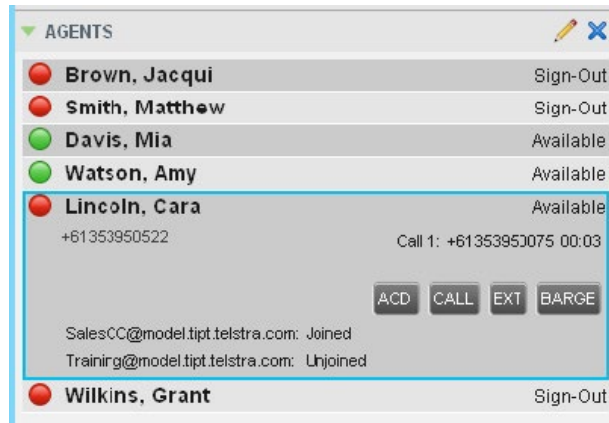 AGENTS
Brown, Jacqui Sign-Out
Smith, Matthew Sign-Out
Davis, Mia Available
Watson, Amy Available
Lincoln, Cara Available
+61353950522 Call 1: +61353950075 00:03
ACD CALL EXT BARGE
SalesCC@model.tipt.telstra.com: Joined
Training@model.tipt.telstra.com: Unjoined
Wilkins, Grant Sign-Out